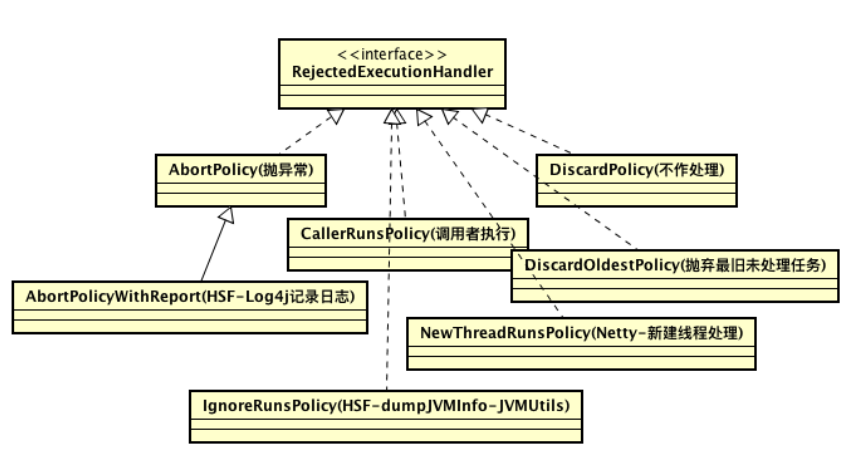 <<interface>>
RejectedExecutionHandler
AbortPolicy(抛异常)
DiscardPolicy(不作处理)
CallerRunsPolicy(调用者执行)
DiscardOldestPolicy(抛弃最旧未处理任务)
AbortPolicyWithReport(HSF-Log4j记录日志)
NewThreadRunsPolicy(Netty-新建线程处理)
IgnoreRunsPolicy(HSF-dumpJVMInfo-JVMUtils)